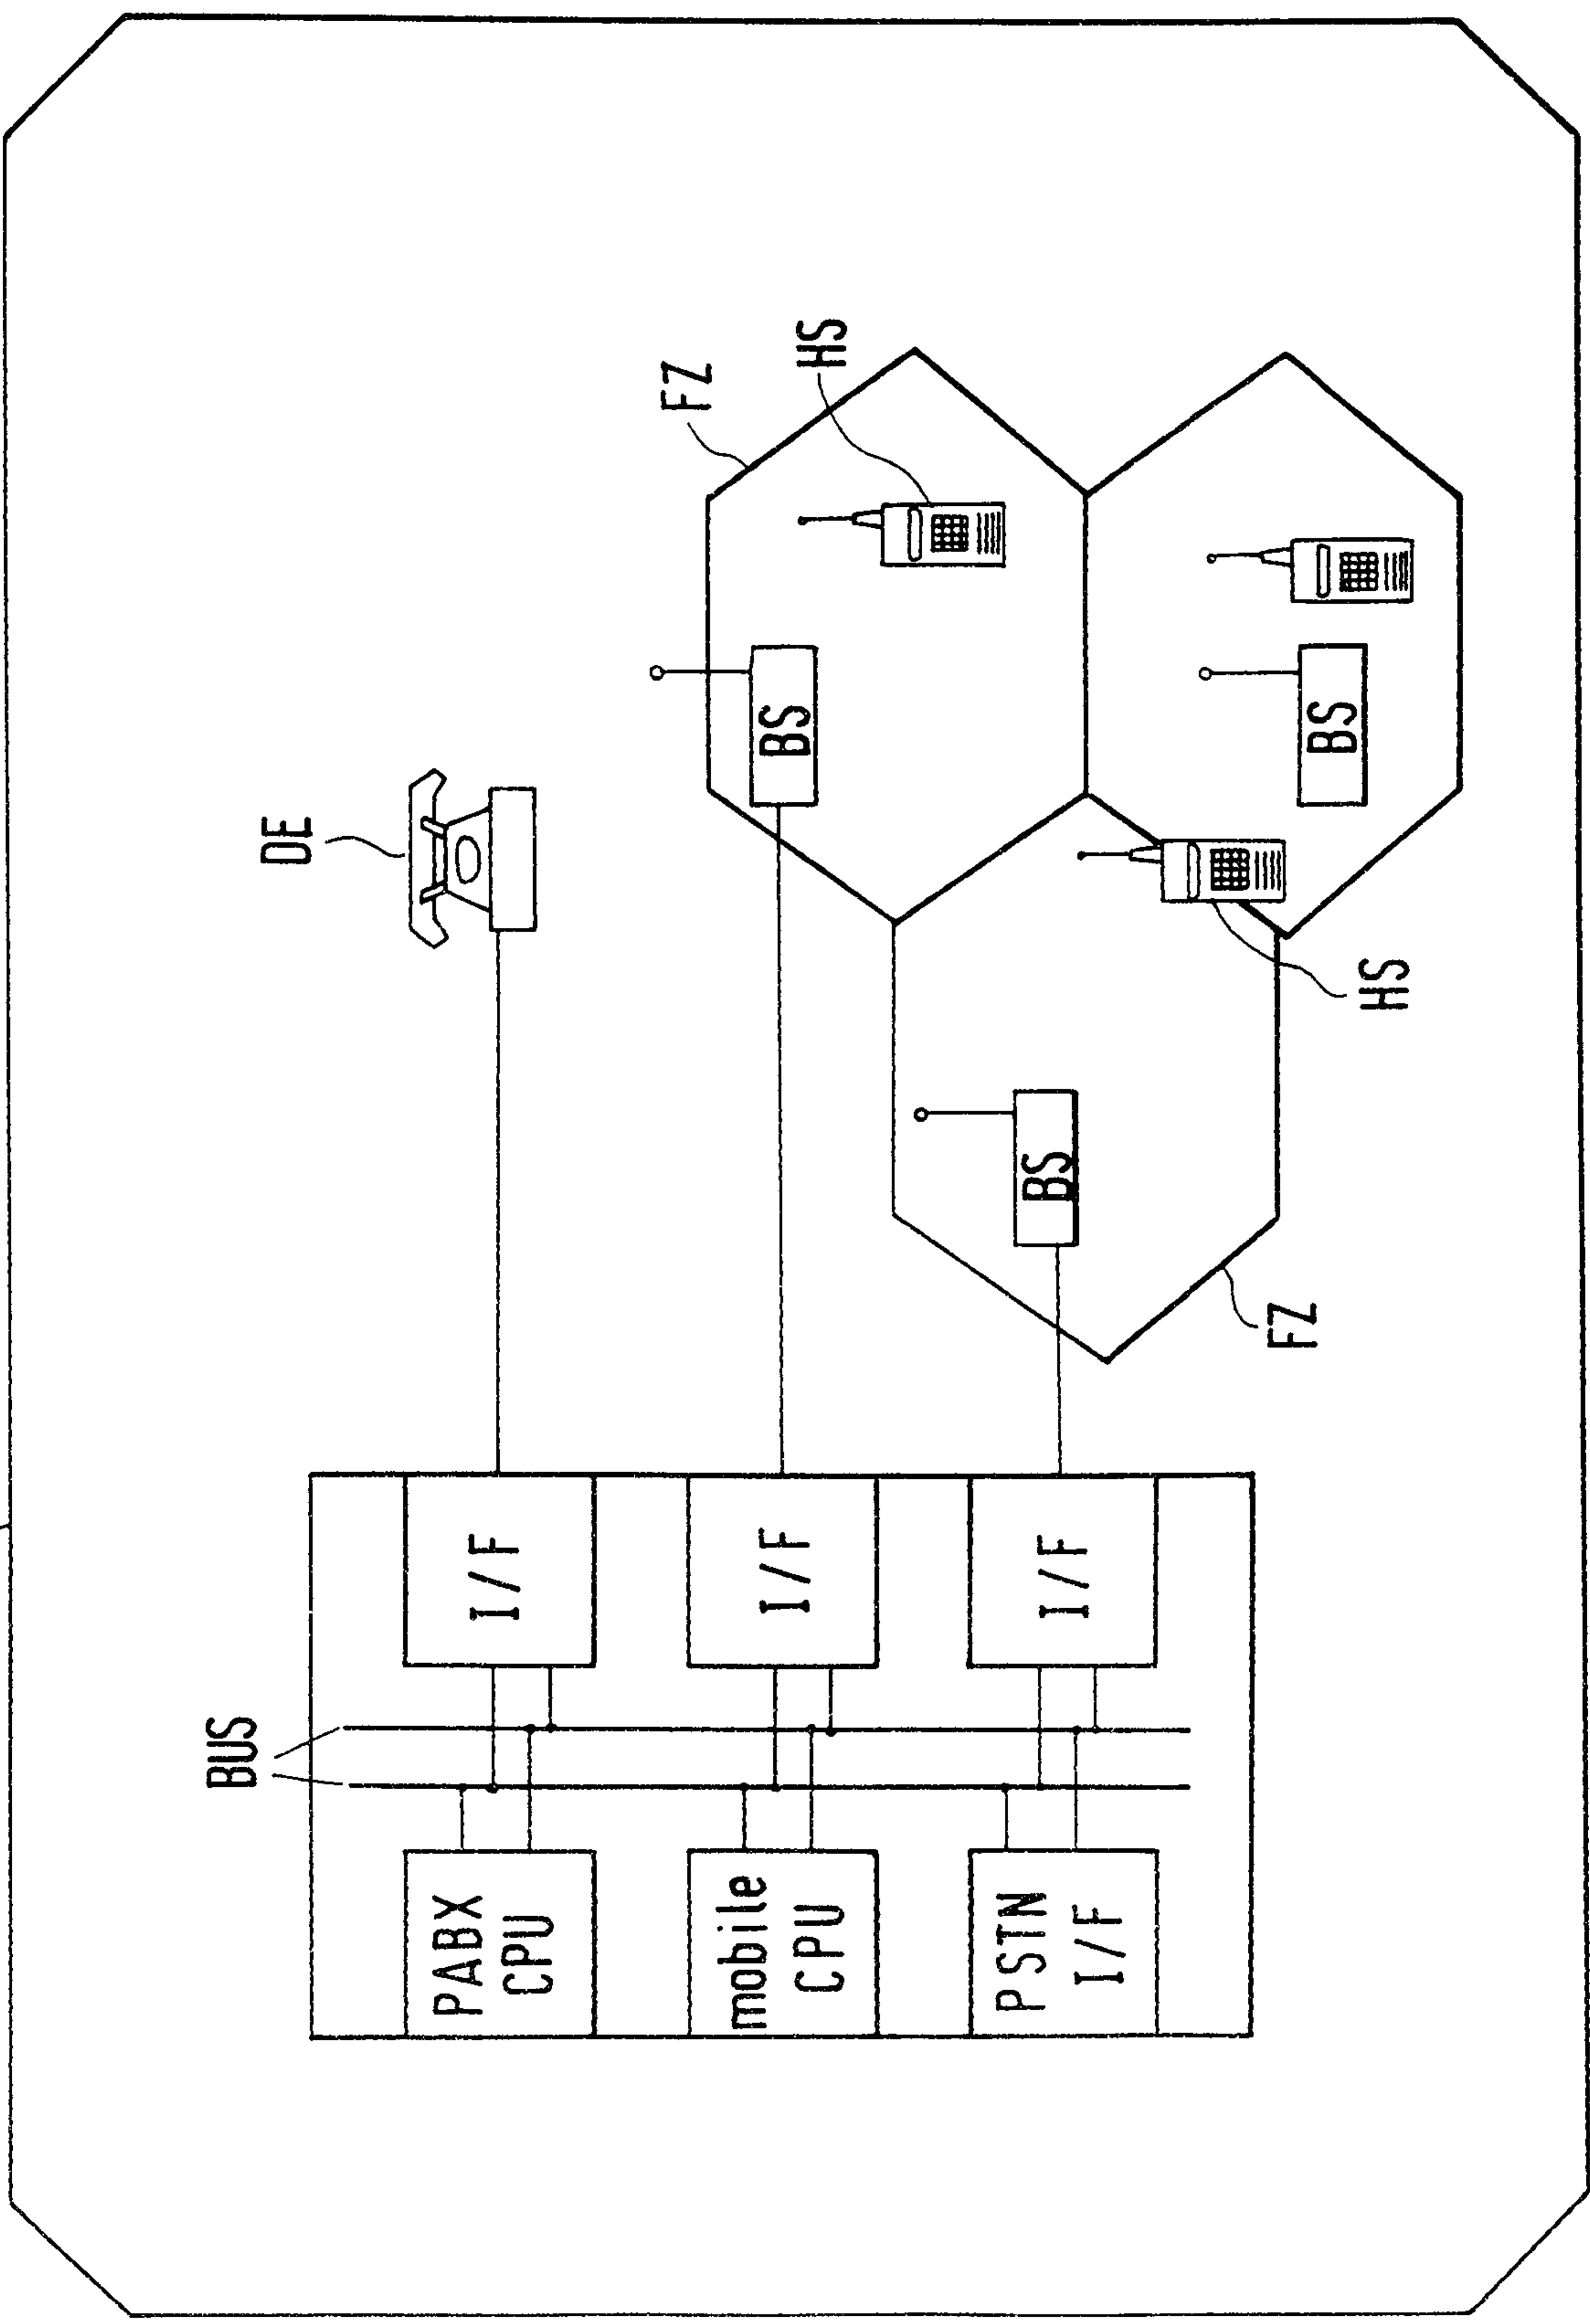 BUS
DE
PABX
CPU
I/F
FZ
HS
mobile
CPU
I/F
BS
PSTN
I/F
I/F
BS
BS
FZ
HS